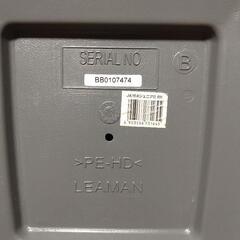 SERIAL NO
BB0107474
B
>PE-HD<
LEAMAN